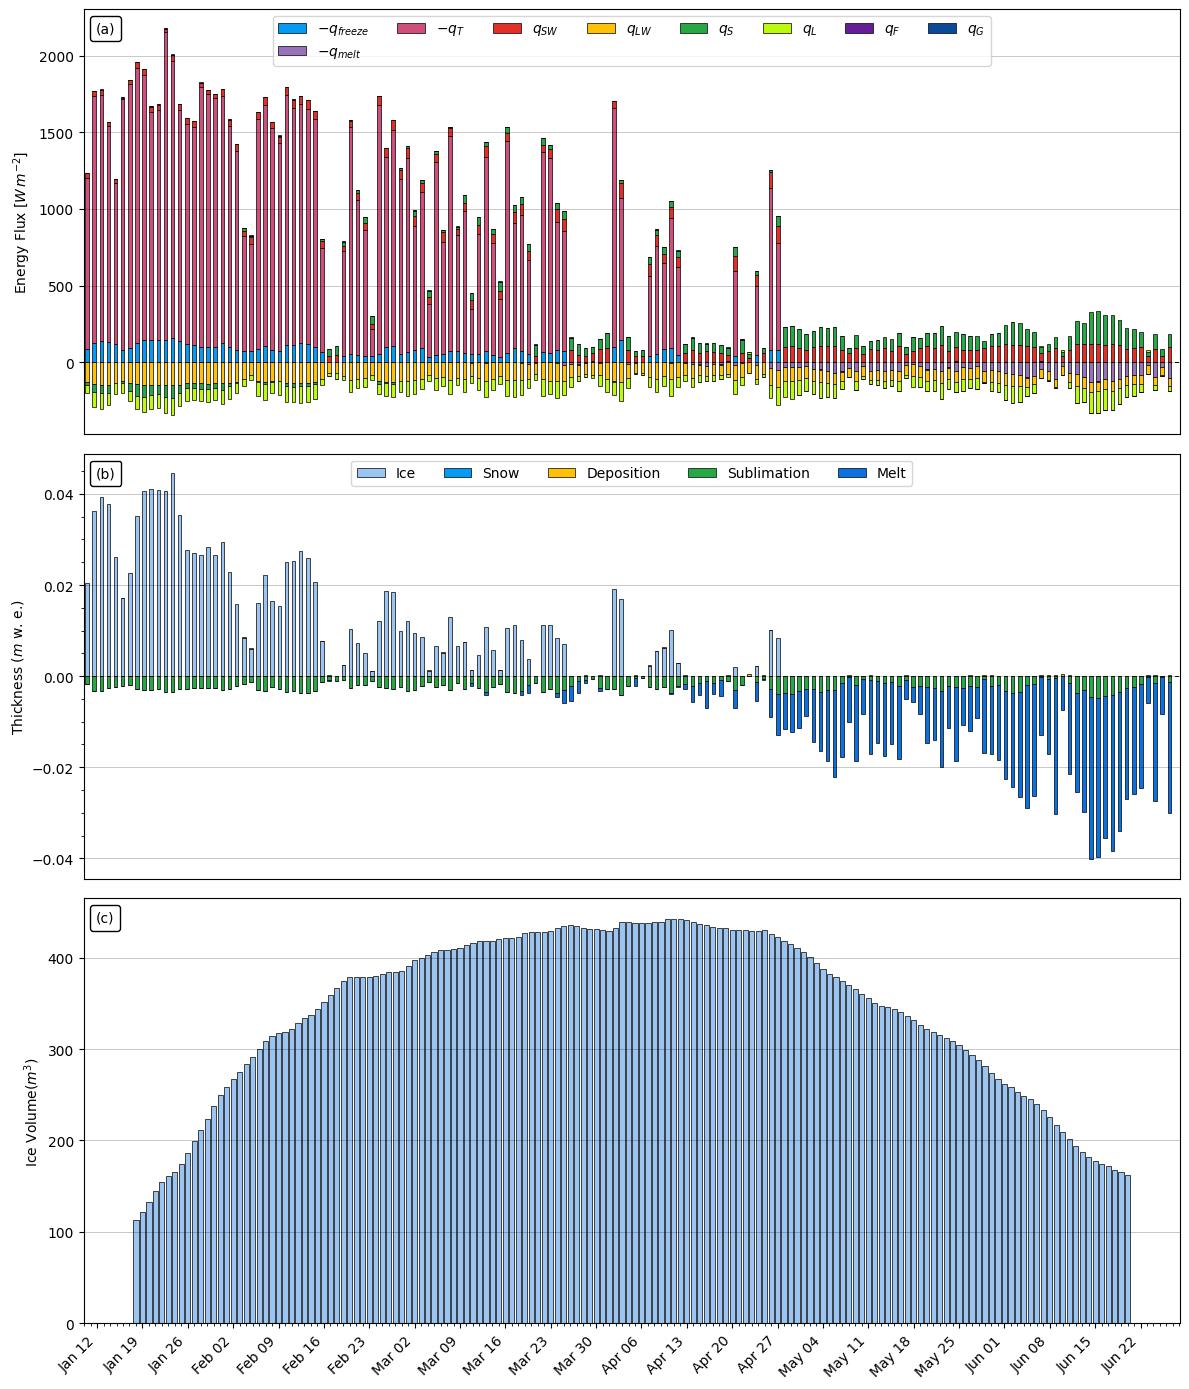 (a)
−q_freeze −q_T q_SW q_LW q_S q_L q_F q_G
−q_melt
Energy Flux [W m⁻²]
2000
1500
1000
500
0
(b)
Ice Snow Deposition Sublimation Melt
Thickness (m w. e.)
0.04
0.02
0.00
−0.02
−0.04
(c)
Ice Volume(m³)
400
300
200
100
0
Jan 12 Jan 19 Jan 26 Feb 02 Feb 09 Feb 16 Feb 23 Mar 02 Mar 09 Mar 16 Mar 23 Mar 30 Apr 06 Apr 13 Apr 20 Apr 27 May 04 May 11 May 18 May 25 Jun 01 Jun 08 Jun 15 Jun 22